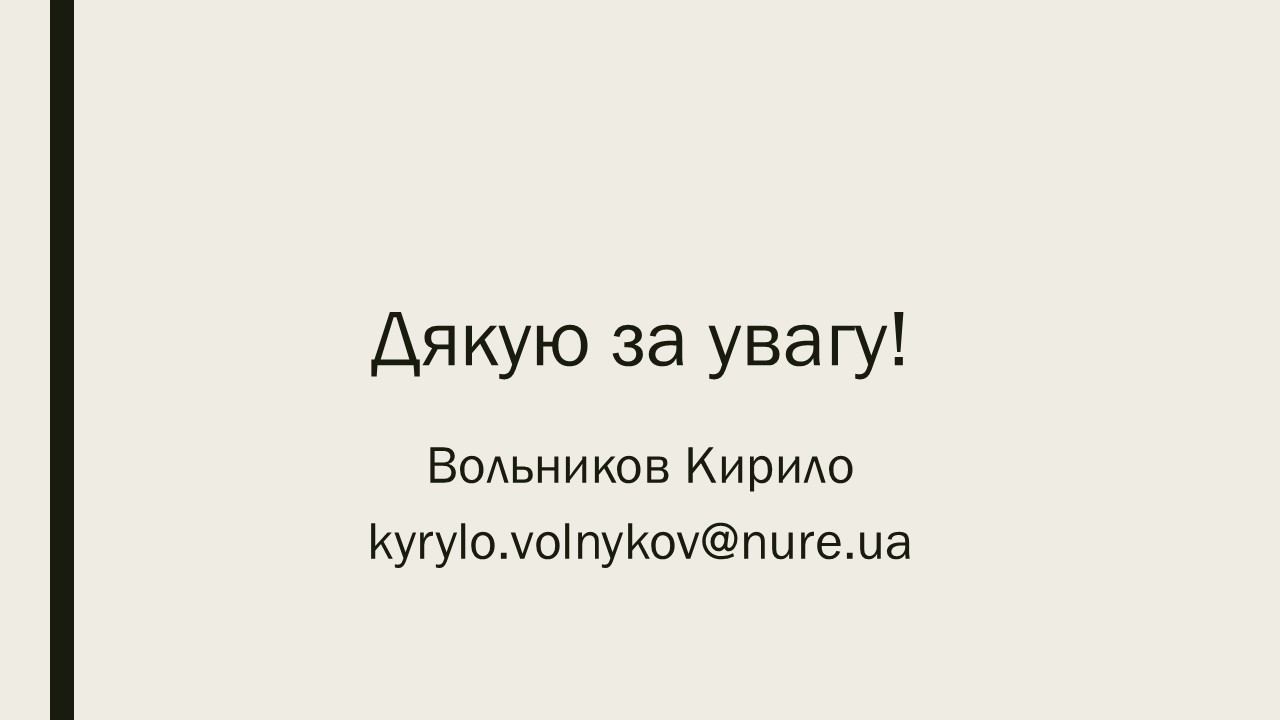 Дякую за увагу!
Вольников Кирило
kyrylo.volnykov@nure.ua